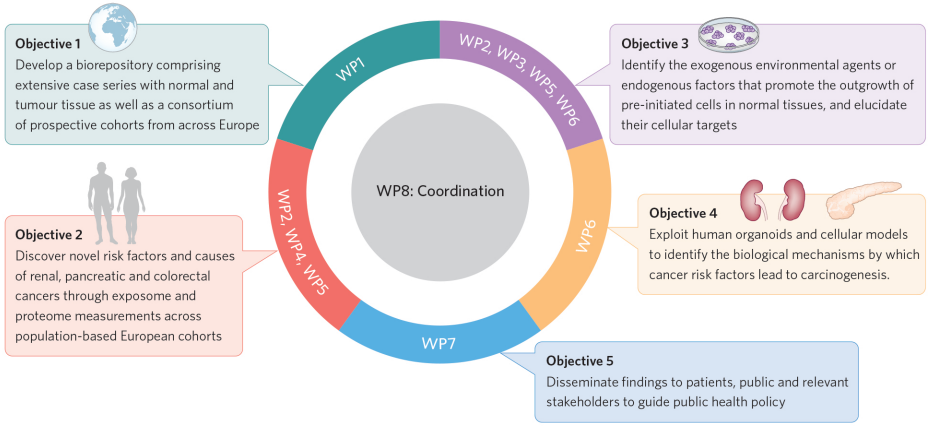 Objective 1
Develop a biorepository comprising
extensive case series with normal and
tumour tissue as well as a consortium
of prospective cohorts from across Europe
WP1
WP2, WP3, WP5, WP6
Objective 3
Identify the exogenous environmental agents or
endogenous factors that promote the outgrowth of
pre-initiated cells in normal tissues, and elucidate
their cellular targets
WP8: Coordination
Objective 2
Discover novel risk factors and causes
of renal, pancreatic and colorectal
cancers through exposome and
proteome measurements across
population-based European cohorts
WP2, WP4, WP5
WP6
Objective 4
Exploit human organoids and cellular models
to identify the biological mechanisms by which
cancer risk factors lead to carcinogenesis.
WP7
Objective 5
Disseminate findings to patients, public and relevant
stakeholders to guide public health policy